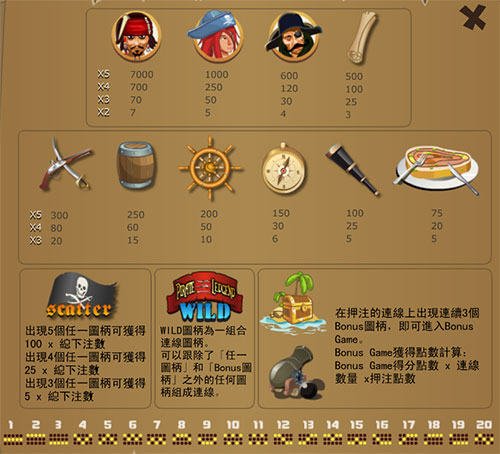 X5 7000 1000 600 500
X4 700 250 120 100
X3 70 50 30 25
X2 7 5 4 3
X5 300 250 200 150 100 75
X4 80 60 50 30 25 20
X3 20 15 10 6 5 5
scatter
出現5個任一圖柄可獲得
100 x 総下注數
出現4個任一圖柄可獲得
25 x 総下注數
出現3個任一圖柄可獲得
5 x 総下注數
PIRATE LEGEND
WILD
WILD圖柄為一組合
連線圖柄。
可以跟除了「任一
圖柄」和「Bonus圖
柄」之外的任何圖
柄組成連線。
在押注的連線上出現連續3個
Bonus圖柄，即可進入Bonus
Game。
Bonus Game獲得點數計算：
Bonus Game得分點數 x 連線
數量 x押注點數
1 2 3 4 5 6 7 8 9 10 11 12 13 14 15 16 17 18 19 20